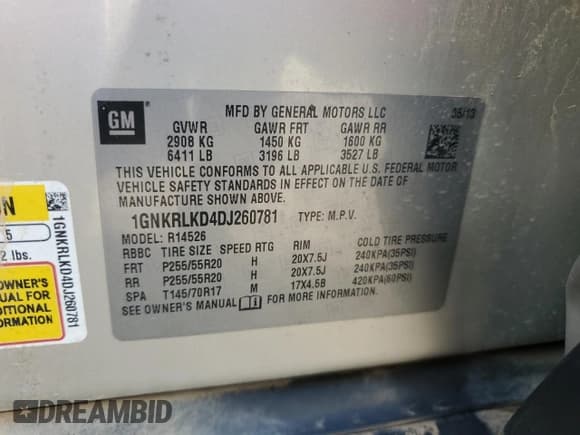 GM
MFD BY GENERAL MOTORS LLC 05/13
GVWR GAWR FRT GAWR RR
2908 KG 1450 KG 1600 KG
6411 LB 3196 LB 3527 LB
THIS VEHICLE CONFORMS TO ALL APPLICABLE U.S. FEDERAL MOTOR
VEHICLE SAFETY STANDARDS IN EFFECT ON THE DATE OF
MANUFACTURE SHOWN ABOVE.
1GNKRLKD4DJ260781 TYPE: M.P.V.
MODEL: R14526
RBBC TIRE SIZE SPEED RTG RIM COLD TIRE PRESSURE
FRT P255/55R20 H 20X7.5J 240KPA(35PSI)
RR P255/55R20 H 20X7.5J 240KPA(35PSI)
SPA T145/70R17 M 17X4.5B 420KPA(60PSI)
SEE OWNER'S MANUAL FOR MORE INFORMATION
ON
5
2 lbs.
OWNER'S
UAL FOR
DITIONAL
ORMATION
1GNKRLKD4DJ260781
DREAMBID